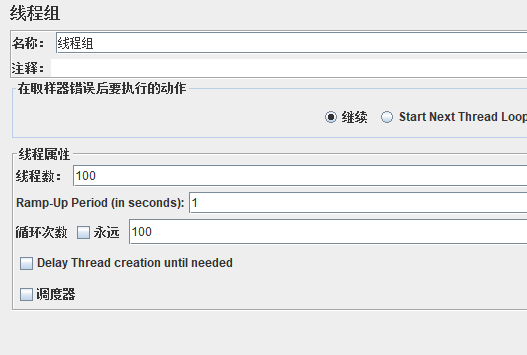 线程组
名称： 线程组
注释：
在取样器错误后要执行的动作
继续 Start Next Thread Loop
线程属性
线程数： 100
Ramp-Up Period (in seconds): 1
循环次数 永远 100
Delay Thread creation until needed
调度器